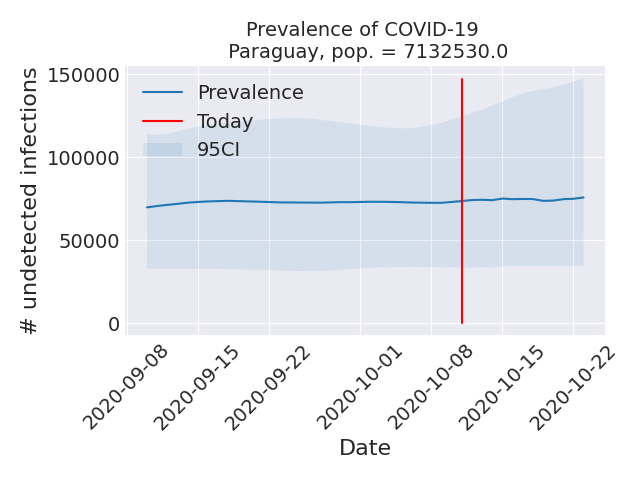 Prevalence of COVID-19
Paraguay, pop. = 7132530.0
# undetected infections
150000
100000
50000
0
Prevalence
Today
95CI
2020-09-08
2020-09-15
2020-09-22
2020-10-01
2020-10-08
2020-10-15
2020-10-22
Date